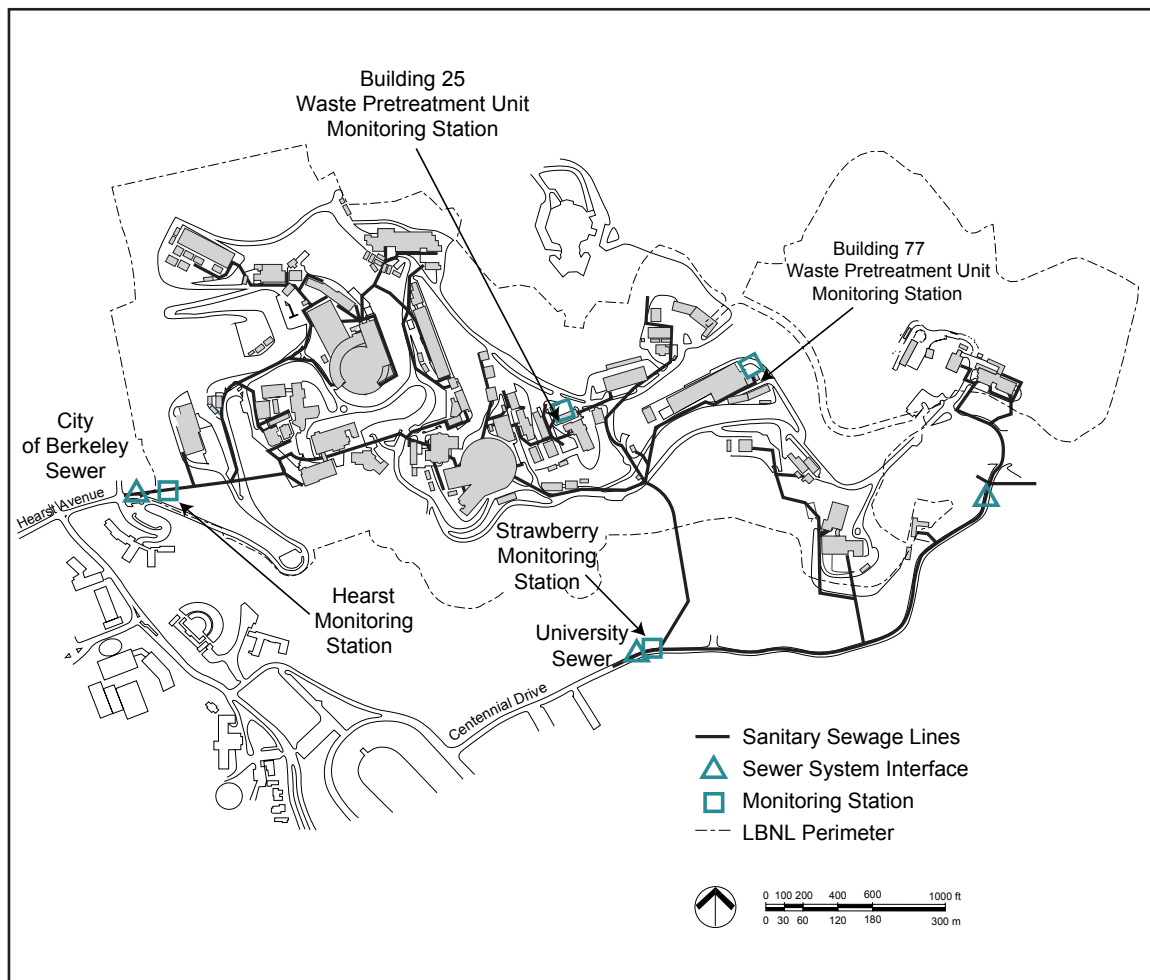 Building 25
Waste Pretreatment Unit
Monitoring Station
Building 77
Waste Pretreatment Unit
Monitoring Station
City
of Berkeley
Sewer
Hearst Avenue
Strawberry
Monitoring
Station
Hearst
Monitoring
Station
University
Sewer
Centennial Drive
Sanitary Sewage Lines
Sewer System Interface
Monitoring Station
LBNL Perimeter
0 100 200 400 600 1000 ft
0 30 60 120 180 300 m